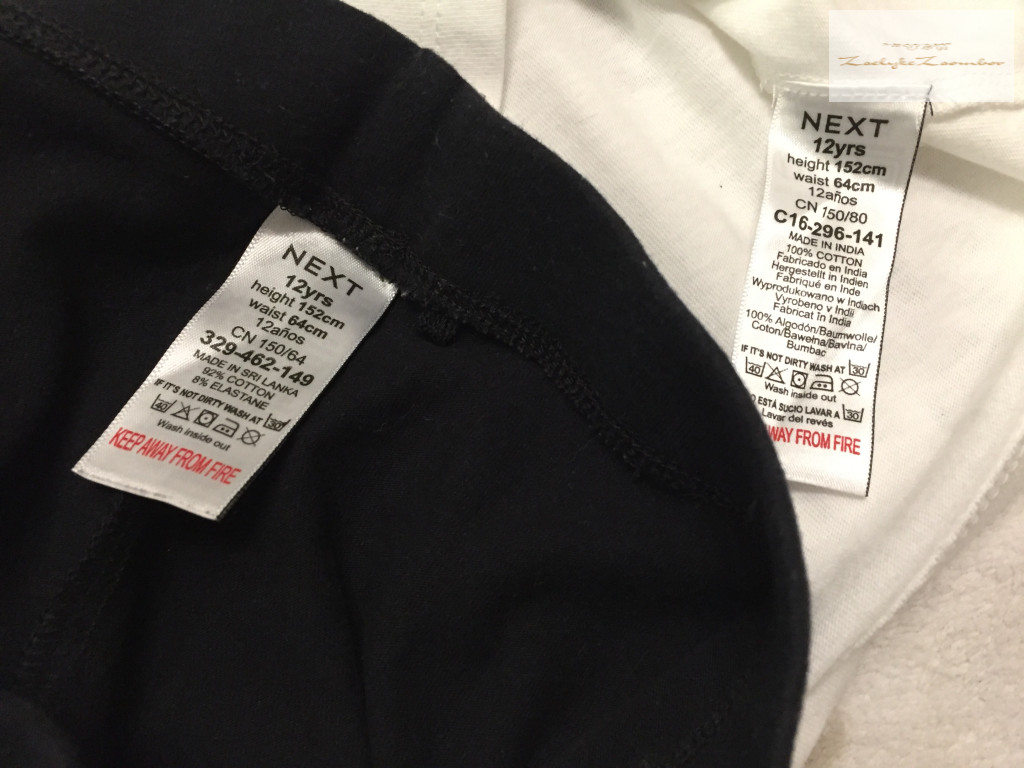 NEXT
12yrs
height 152cm
waist 64cm
12años
CN 150/64
329-462-149
MADE IN SRI LANKA
92% COTTON
8% ELASTANE
IF IT'S NOT DIRTY WASH AT 30
40
Wash inside out
KEEP AWAY FROM FIRE
NEXT
12yrs
height 152cm
waist 64cm
12años
CN 150/80
C16-296-141
MADE IN INDIA
100% COTTON
Fabricado en India
Hergestellt in Indien
Fabriqué en Inde
Wyprodukowano w Indiach
Vyrobeno v Indii
Fabricat în India
100% Algodón/Baumwolle/
Coton/Bawełna/Bavlna/
Bumbac
IF IT'S NOT DIRTY WASH AT 30
40
Wash inside out
ESTÁ SUCIO LAVAR A 30
Lavar del revés
WAY FROM FIRE